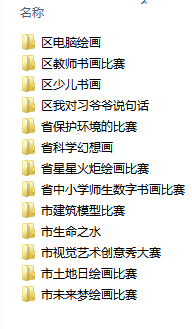 名称
区电脑绘画
区教师书画比赛
区少儿书画
区我对习爷爷说句话
省保护环境的比赛
省科学幻想画
省星星火炬绘画比赛
省中小学师生数字书画比赛
市建筑模型比赛
市生命之水
市视觉艺术创意秀大赛
市土地日绘画比赛
市未来梦绘画比赛